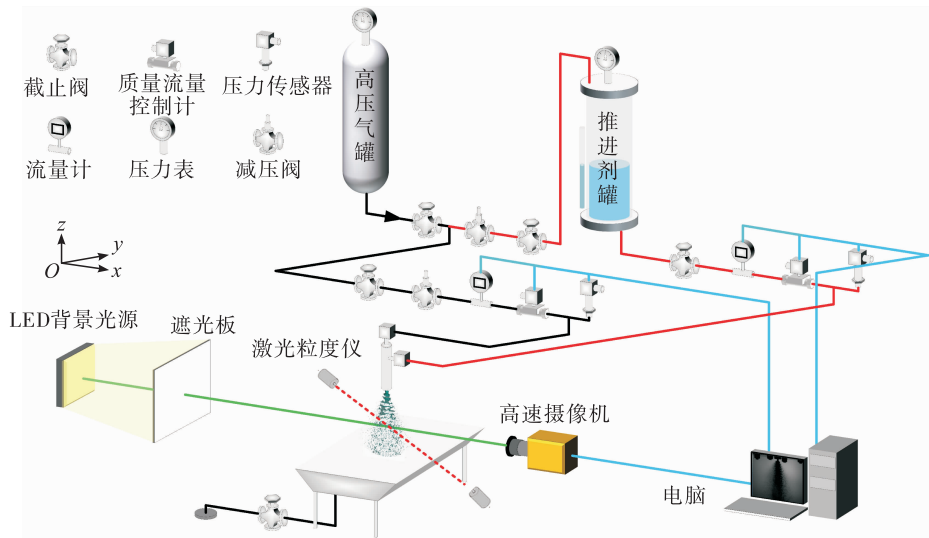 截止阀
质量流量
控制计
压力传感器
流量计
压力表
减压阀
高压气罐
推进剂罐
z
y
x
O
LED背景光源
遮光板
激光粒度仪
高速摄像机
电脑